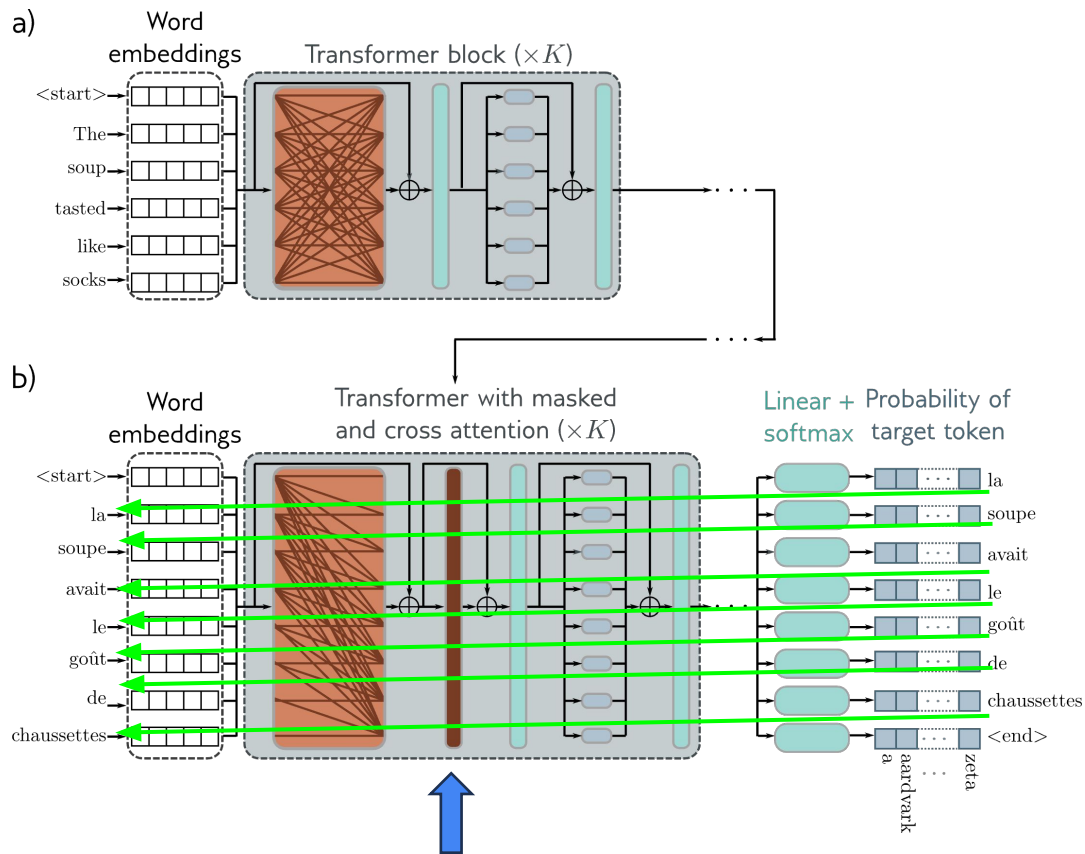 a)
Word
embeddings
Transformer block (×K)
<start>
The
soup
tasted
like
socks
. . .
. . .
b)
Word
embeddings
Transformer with masked
and cross attention (×K)
Linear +
softmax
Probability of
target token
<start>
la
soupe
avait
le
goût
de
chaussettes
. . .
la
soupe
avait
le
goût
de
chaussettes
<end>
a
aardvark
. . .
zeta